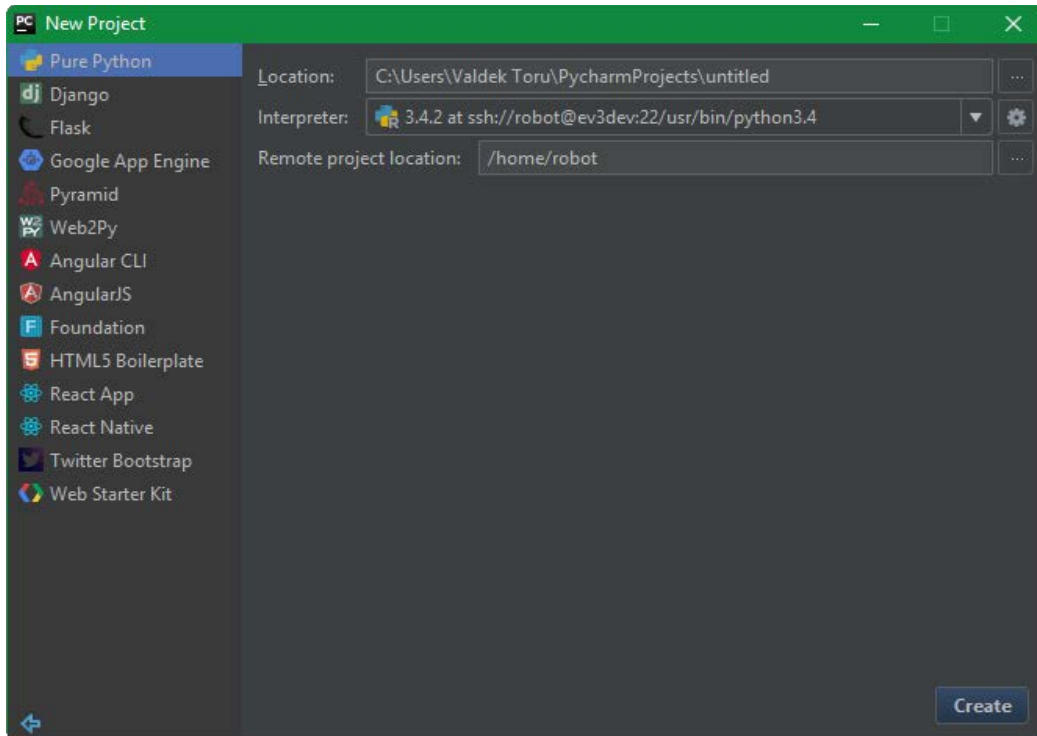 PC New Project
Pure Python
dj Django
Flask
Google App Engine
Pyramid
W2PY Web2Py
A Angular CLI
A AngularJS
F Foundation
5 HTML5 Boilerplate
React App
React Native
Twitter Bootstrap
Web Starter Kit
Location: C:\Users\Valdek Toru\PycharmProjects\untitled ...
Interpreter: R 3.4.2 at ssh://robot@ev3dev:22/usr/bin/python3.4
Remote project location: /home/robot ...
Create